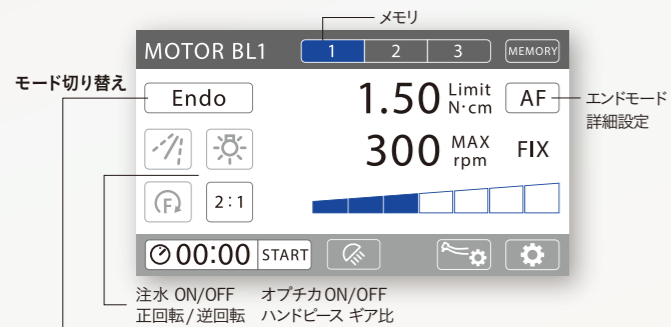 メモリ
MOTOR BL1 1 2 3 MEMORY
モード切り替え
Endo 1.50 Limit N·cm AF
エンドモード
詳細設定
300 MAX rpm FIX
F 2:1
00:00 START
注水 ON/OFF オプチカ ON/OFF
正回転/逆回転 ハンドピース ギア比